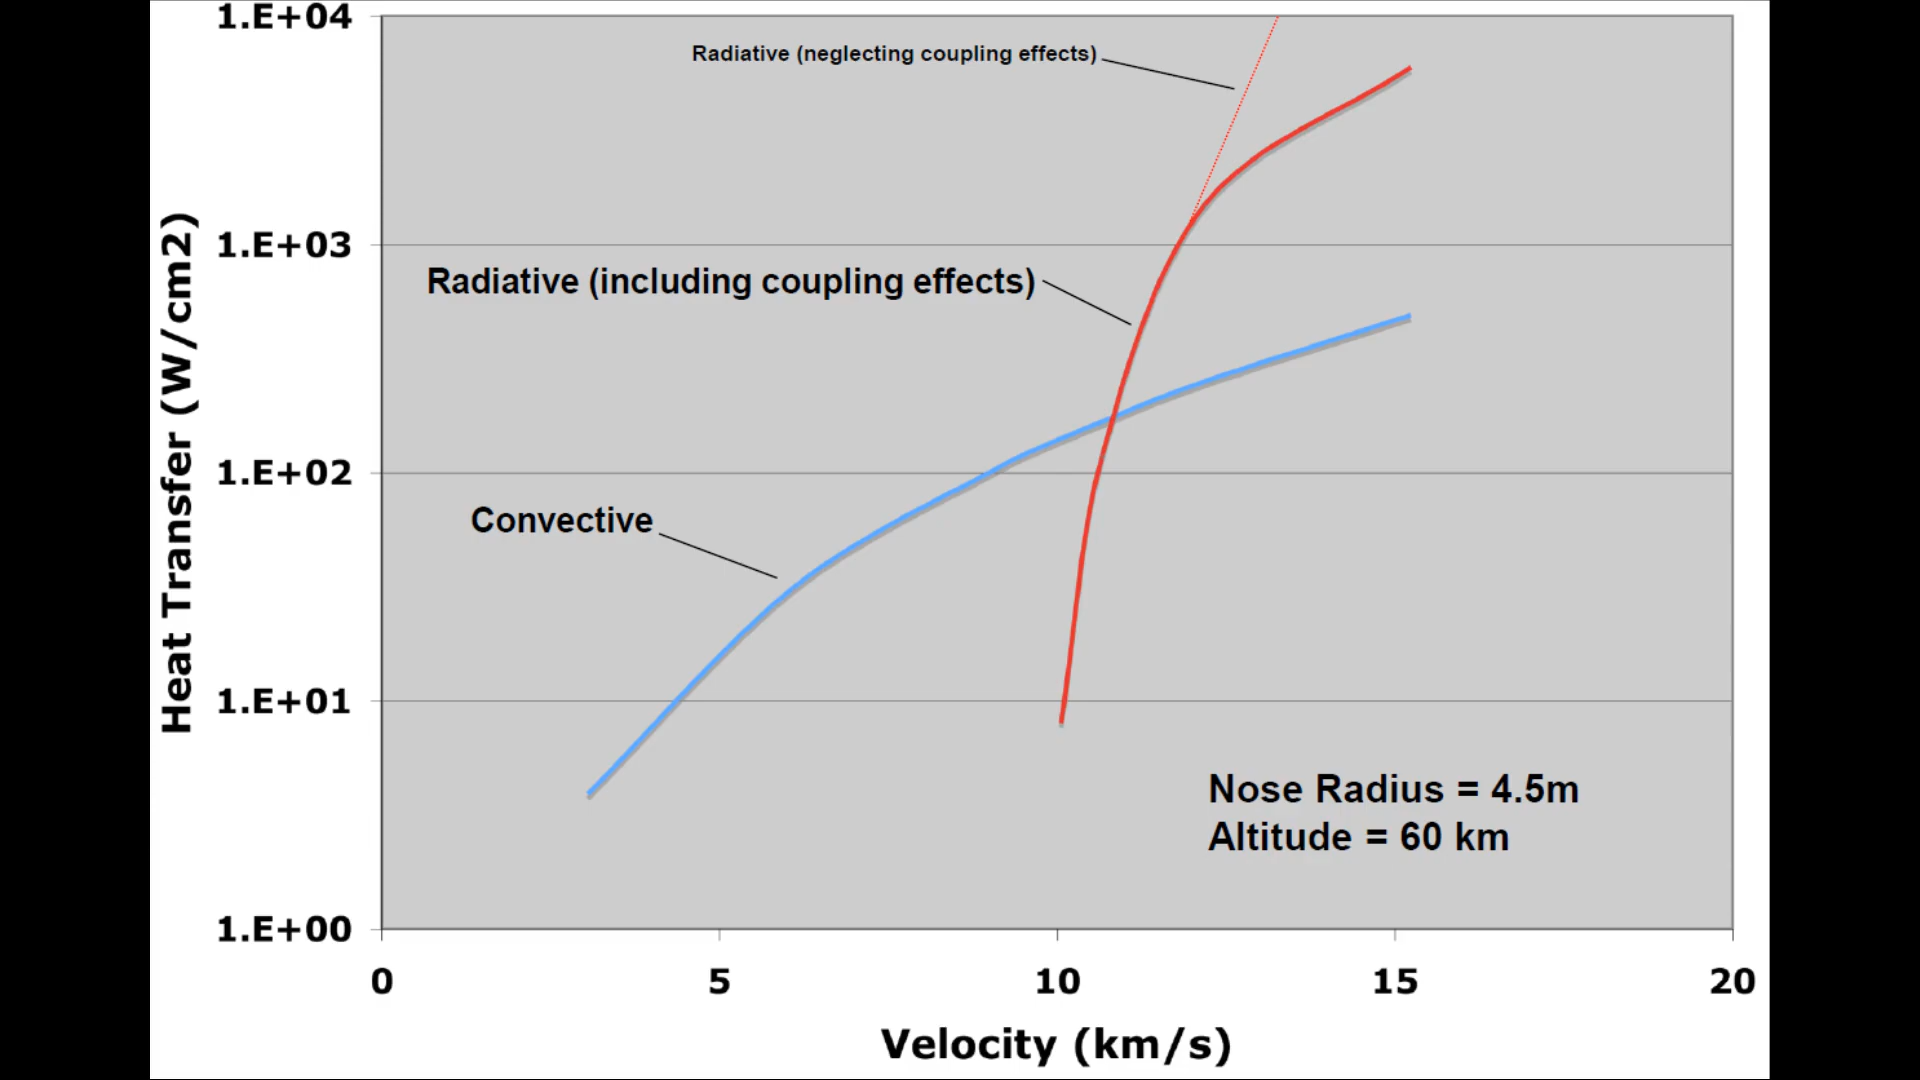 1.E+04
Radiative (neglecting coupling effects)
1.E+03
Radiative (including coupling effects)
Heat Transfer (W/cm2)
1.E+02
Convective
1.E+01
Nose Radius = 4.5m
Altitude = 60 km
1.E+00
0 5 10 15 20
Velocity (km/s)